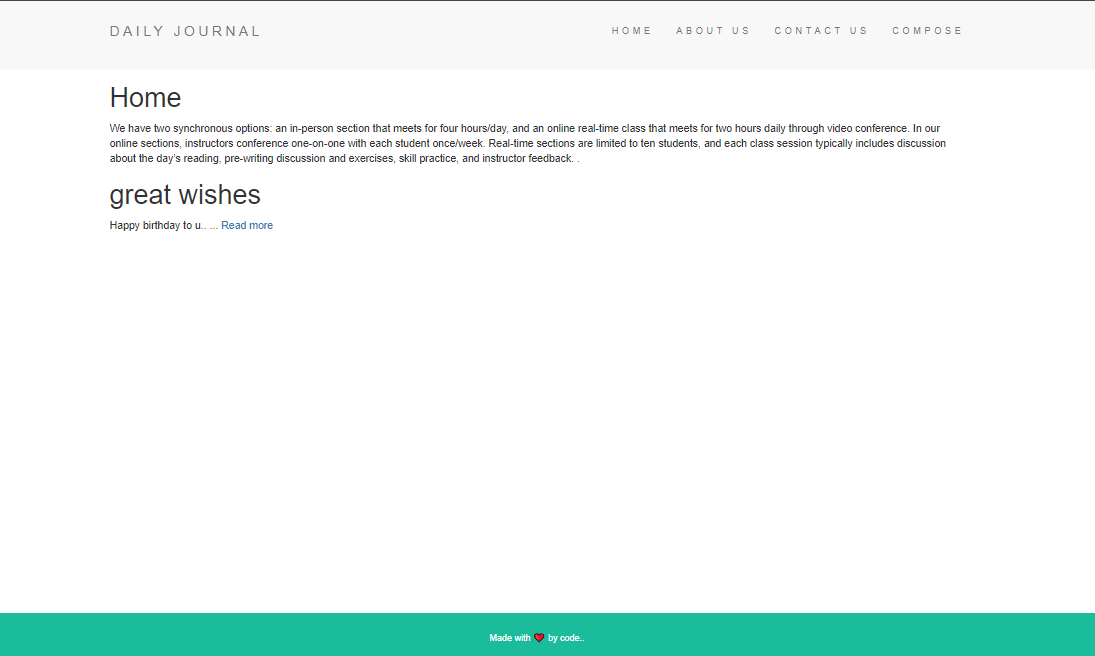 DAILY JOURNAL
HOME ABOUT US CONTACT US COMPOSE
Home
We have two synchronous options: an in-person section that meets for four hours/day, and an online real-time class that meets for two hours daily through video conference. In our
online sections, instructors conference one-on-one with each student once/week. Real-time sections are limited to ten students, and each class session typically includes discussion
about the day's reading, pre-writing discussion and exercises, skill practice, and instructor feedback. .
great wishes
Happy birthday to u.. ... Read more
Made with ❤ by code..